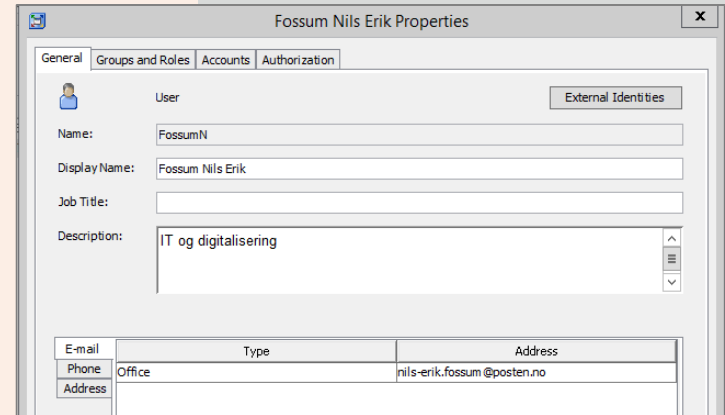 Fossum Nils Erik Properties
x
General Groups and Roles Accounts Authorization
User External Identities
Name: FossumN
Display Name: Fossum Nils Erik
Job Title:
Description: IT og digitalisering
E-mail Type Address
Phone Office nils-erik.fossum@posten.no
Address